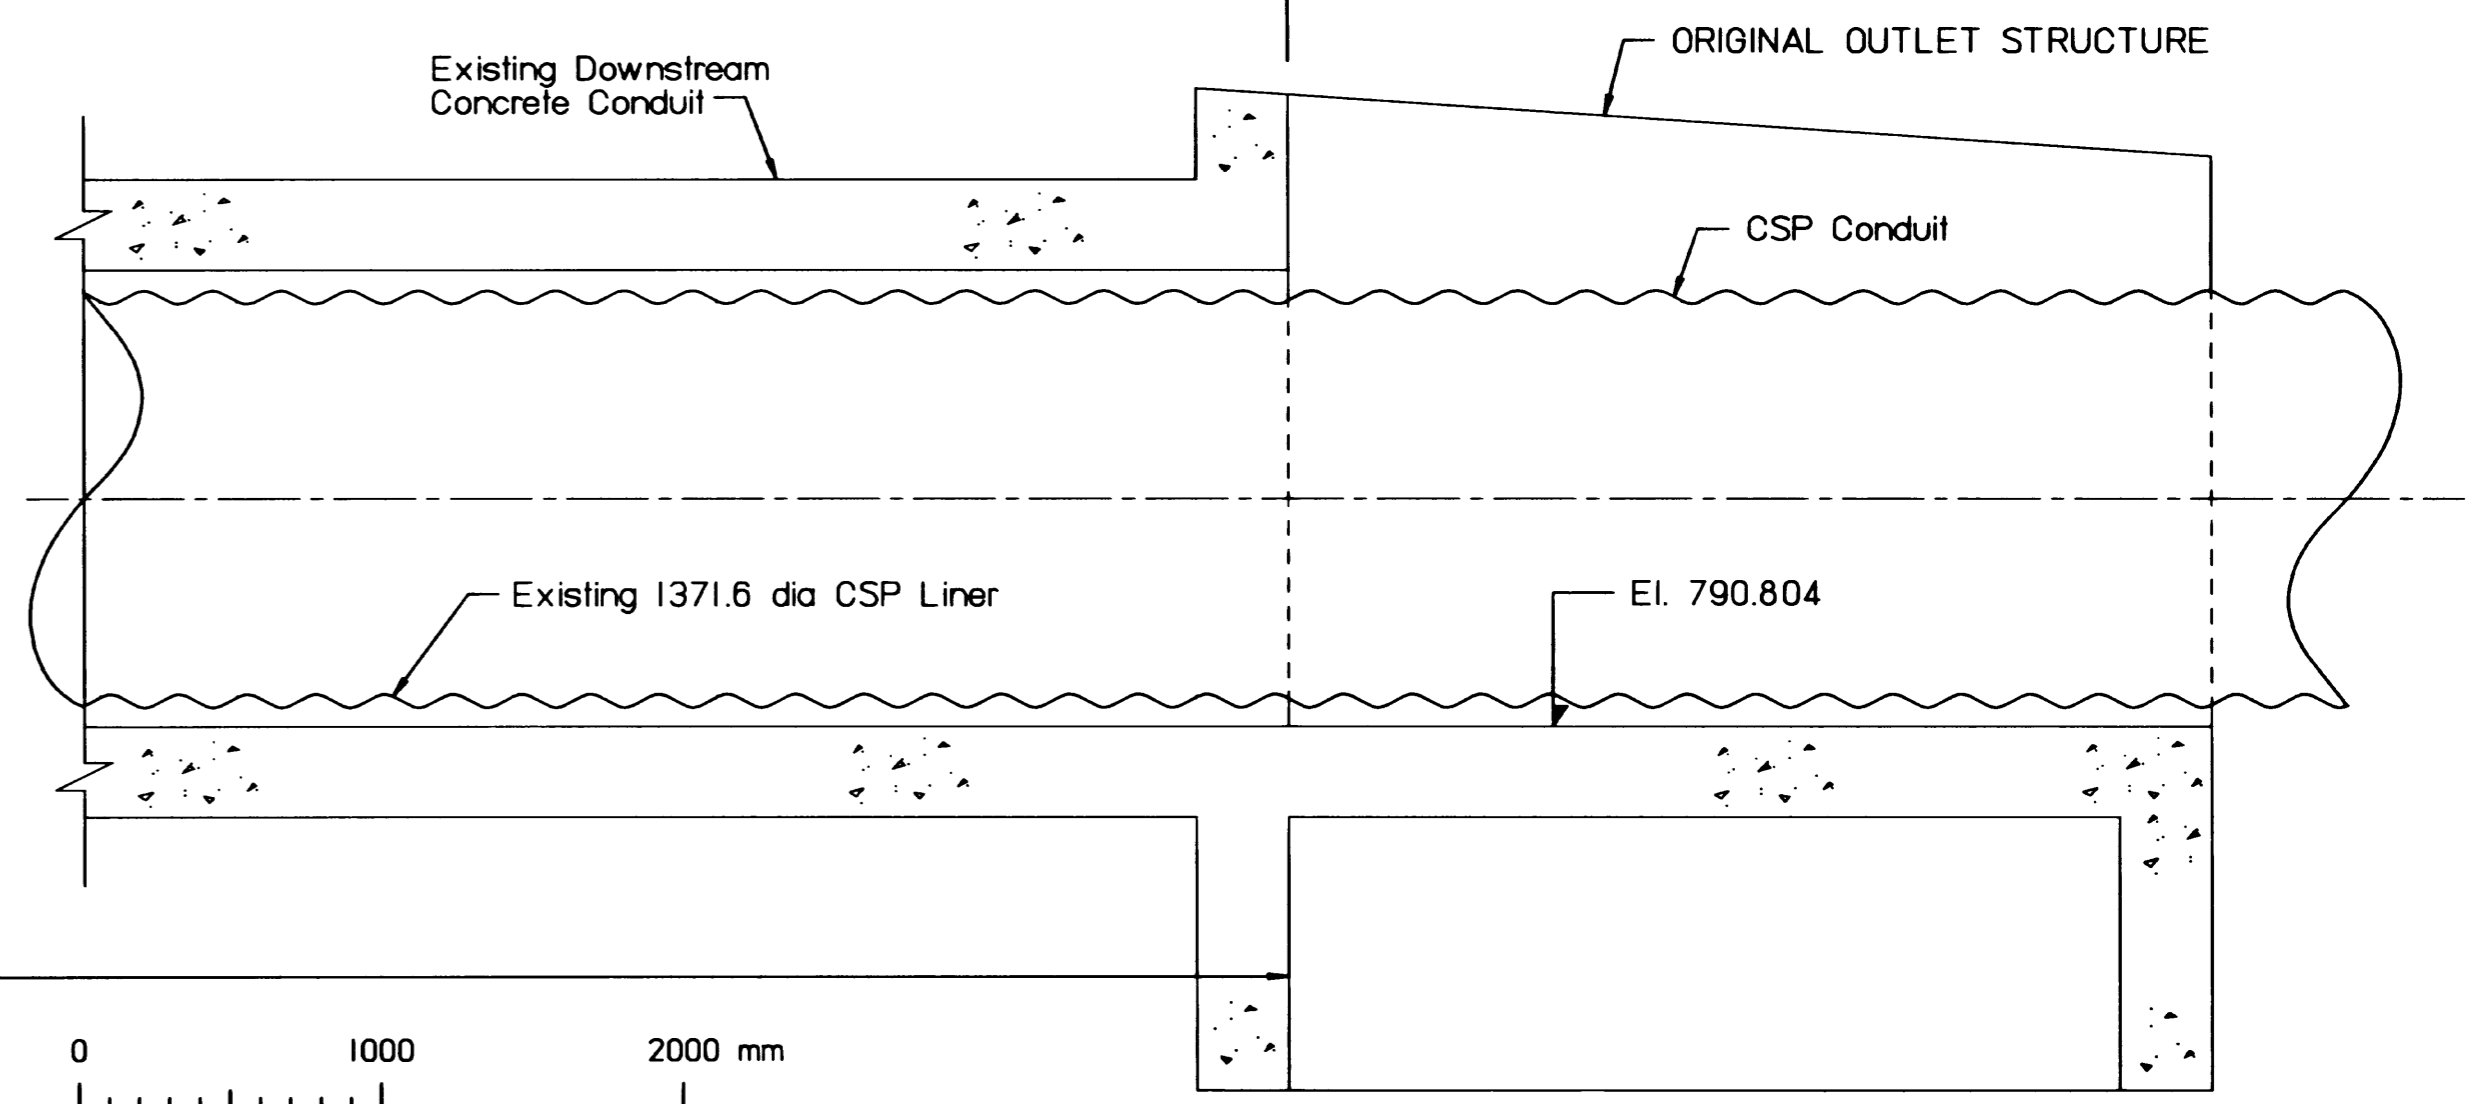 ORIGINAL OUTLET STRUCTURE
Existing Downstream
Concrete Conduit
CSP Conduit
Existing 1371.6 dia CSP Liner
El. 790.804
0 1000 2000 mm